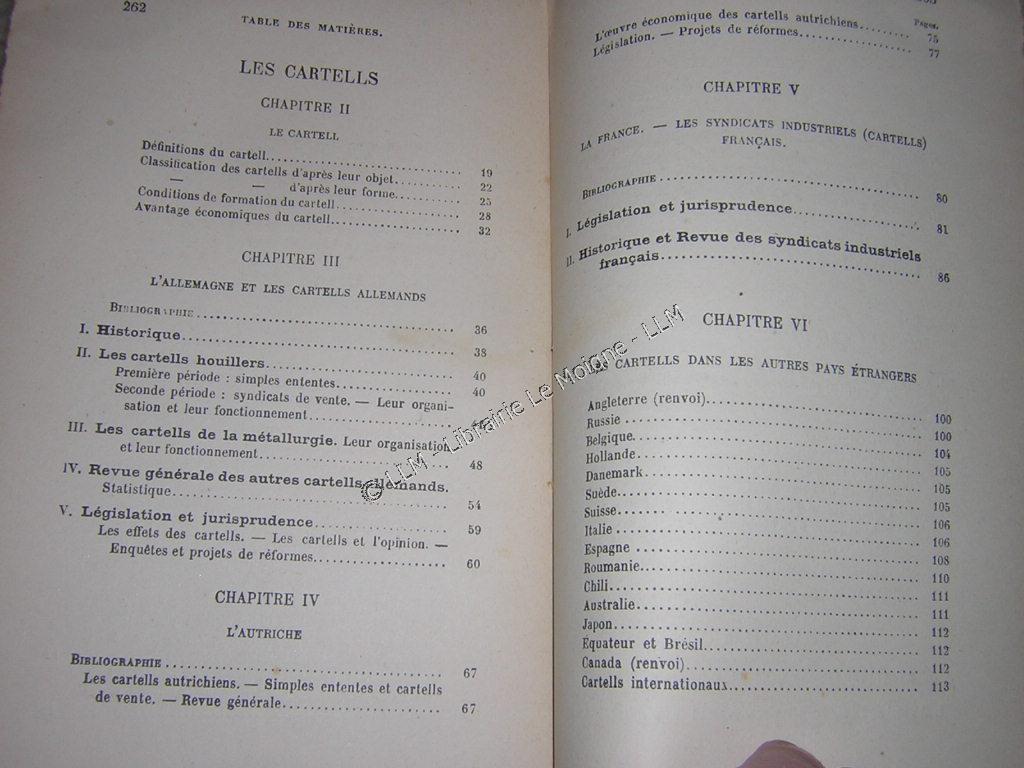 262
TABLE DES MATIÈRES.
LES CARTELLS
CHAPITRE II
LE CARTELL
Définitions du cartell........................ 19
Classification des cartells d'après leur objet........... 22
— — d'après leur forme.......... 25
Conditions de formation du cartell.................. 28
Avantage économiques du cartell.................. 32
CHAPITRE III
L'ALLEMAGNE ET LES CARTELLS ALLEMANDS
BIBLIOGRAPHIE................................ 36
I. Historique................................ 38
II. Les cartells houillers........................ 40
Première période : simples ententes............... 40
Seconde période : syndicats de vente. — Leur organi-
sation et leur fonctionnement....................
III. Les cartells de la métallurgie. Leur organisation
et leur fonctionnement........................ 48
IV. Revue générale des autres cartells allemands.
Statistique................................ 54
V. Législation et jurisprudence.................. 59
Les effets des cartells. — Les cartells et l'opinion. —
Enquêtes et projets de réformes.................. 60
CHAPITRE IV
L'AUTRICHE
BIBLIOGRAPHIE................................ 67
Les cartells autrichiens. — Simples ententes et cartells
de vente. — Revue générale..................... 67
Pages.
L'œuvre économique des cartells autrichiens......... 75
Législation. — Projets de réformes.................. 77
CHAPITRE V
LA FRANCE. — LES SYNDICATS INDUSTRIELS (CARTELLS)
FRANÇAIS.
BIBLIOGRAPHIE................................ 80
I. Législation et jurisprudence.................. 81
II. Historique et Revue des syndicats industriels
français................................ 86
CHAPITRE VI
CARTELLS DANS LES AUTRES PAYS ÉTRANGERS
Angleterre (renvoi)........................ 100
Russie................................ 100
Belgique................................ 104
Hollande................................ 105
Danemark................................ 105
Suède................................ 105
Suisse................................ 106
Italie................................ 106
Espagne................................ 108
Roumanie................................ 110
Chili................................ 111
Australie................................ 111
Japon................................ 112
Equateur et Brésil........................ 112
Canada (renvoi)........................ 112
Cartells internationaux........................ 113
© LLM - Librairie Le Moigne - LLM